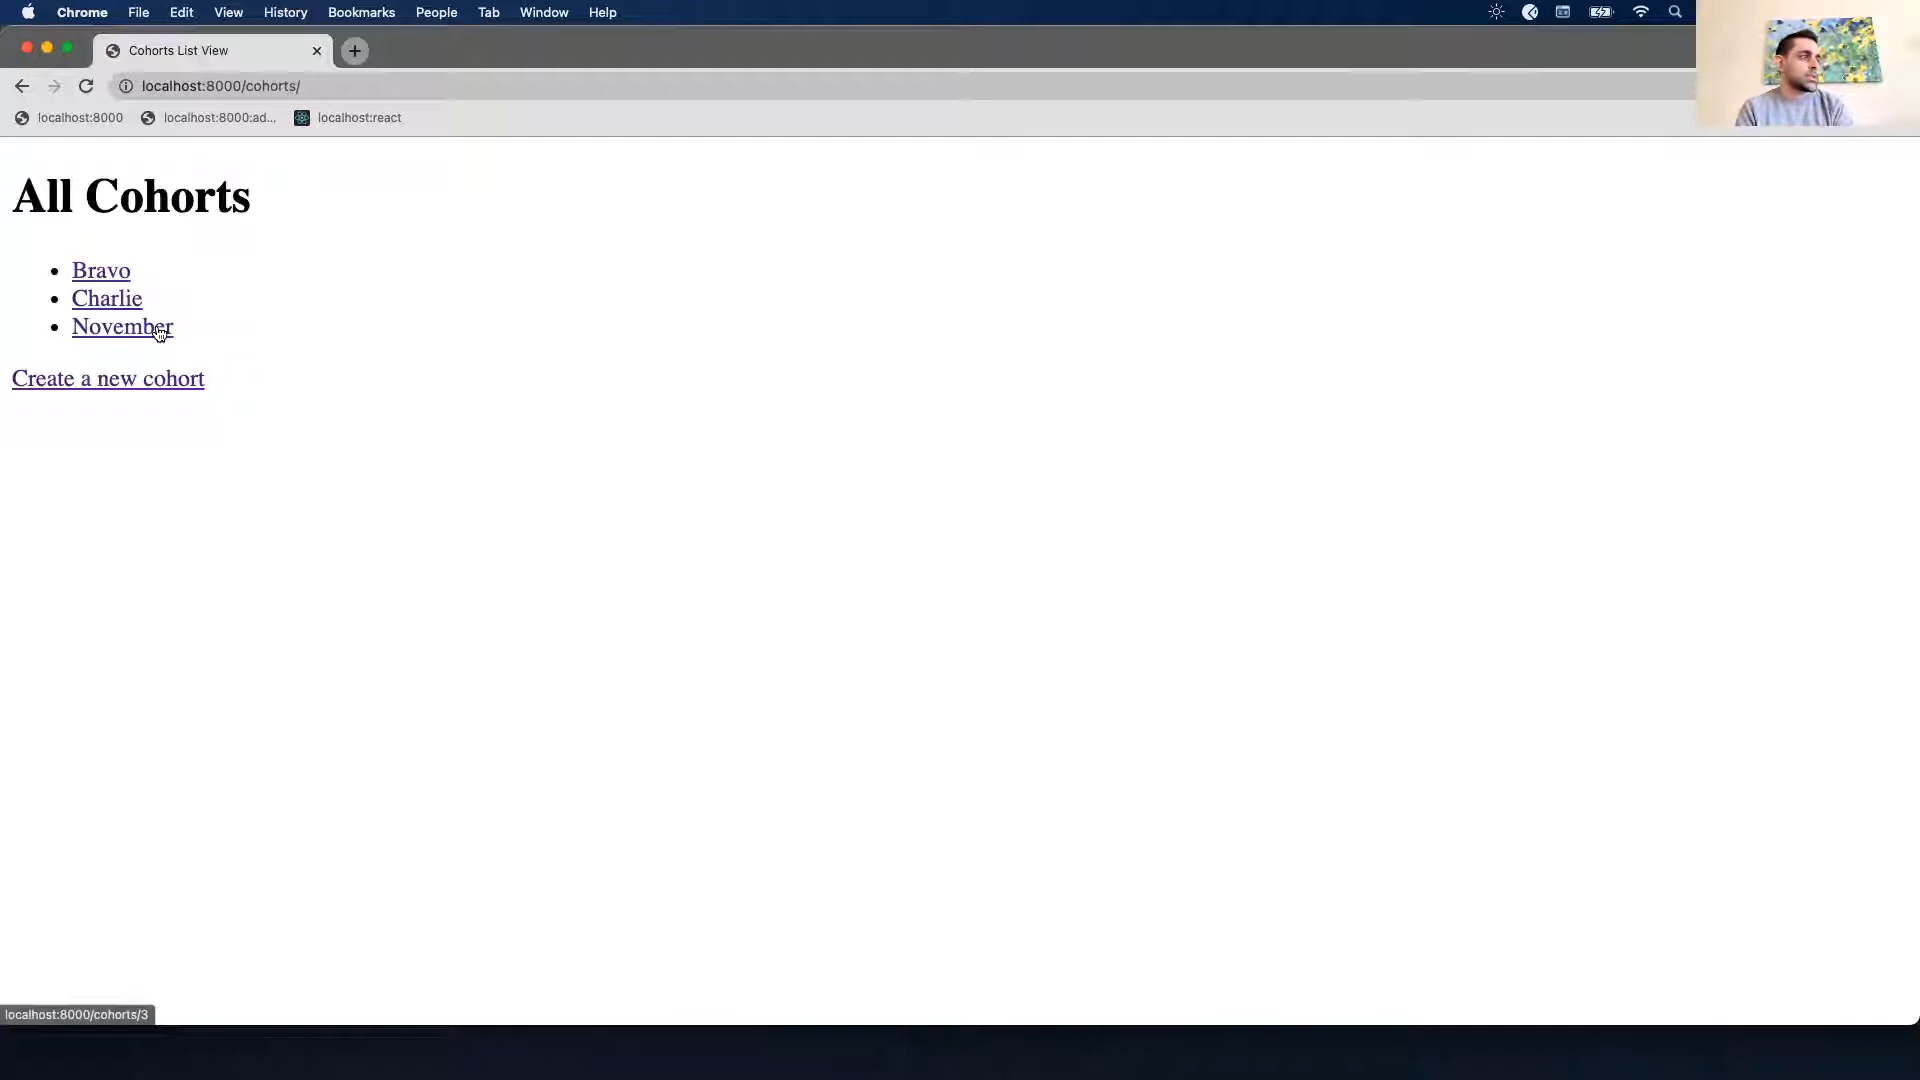 Chrome File Edit View History Bookmarks People Tab Window Help
Cohorts List View
localhost:8000/cohorts/
localhost:8000 localhost:8000:ad... localhost:react
All Cohorts
Bravo
Charlie
November
Create a new cohort
localhost:8000/cohorts/3